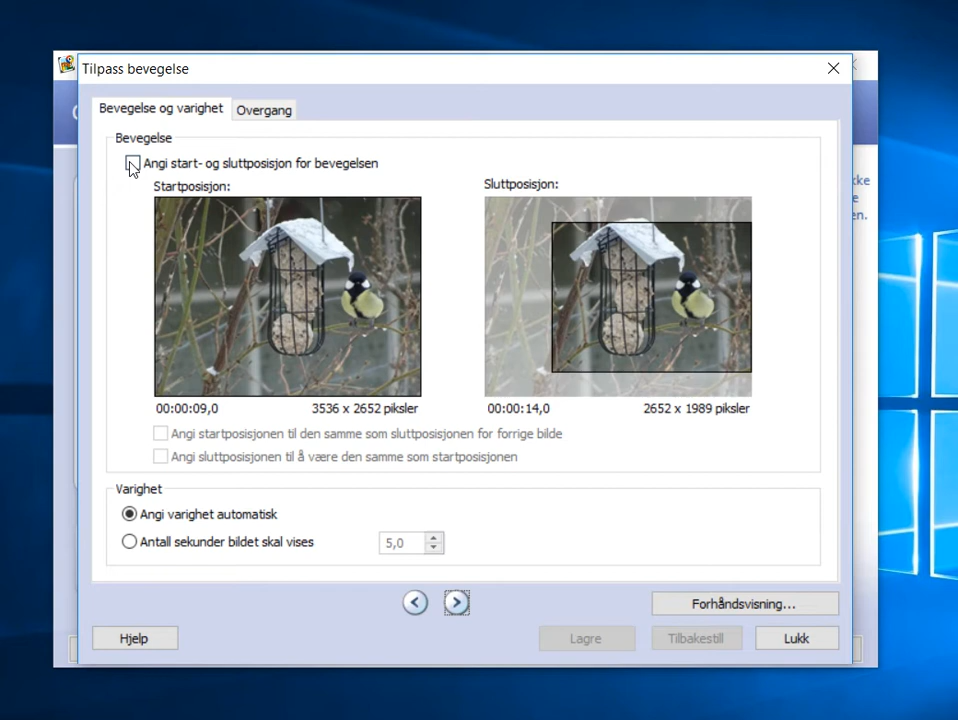 Tilpass bevegelse
Bevegelse og varighet
Overgang
Bevegelse
Angi start- og sluttposisjon for bevegelsen
Startposisjon:
Sluttposisjon:
00:00:09,0
3536 x 2652 piksler
00:00:14,0
2652 x 1989 piksler
Angi startposisjonen til den samme som sluttposisjonen for forrige bilde
Angi sluttposisjonen til å være den samme som startposisjonen
Varighet
Angi varighet automatisk
Antall sekunder bildet skal vises
5,0
Forhåndsvisning...
Hjelp
Lagre
Tilbakestill
Lukk